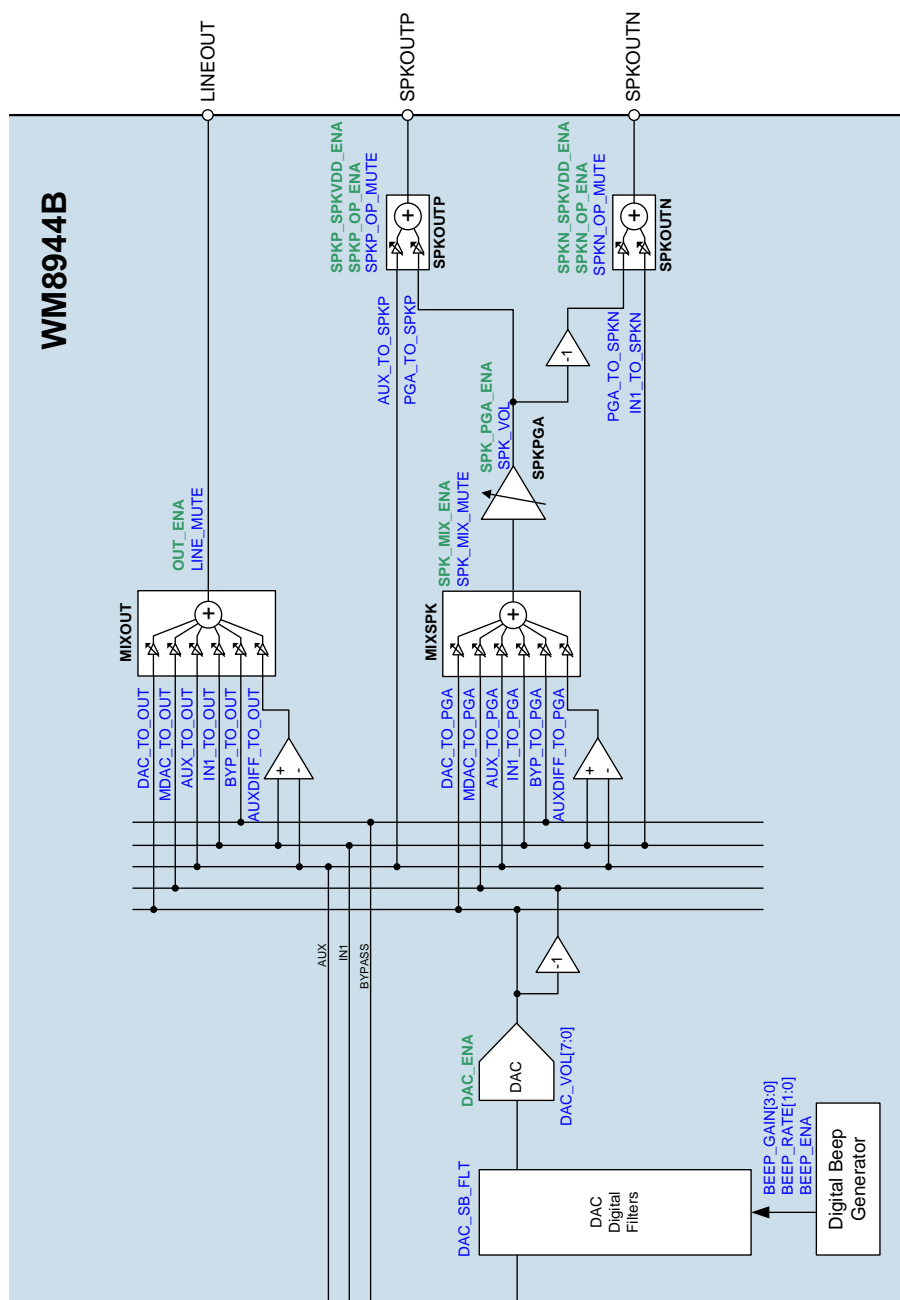 WM8944B
LINEOUT
SPKOUTP
SPKOUTN
OUT_ENA
LINE_MUTE
MIXOUT
DAC_TO_OUT
MDAC_TO_OUT
AUX_TO_OUT
IN1_TO_OUT
BYP_TO_OUT
AUXDIFF_TO_OUT
+
+
-
SPKP_SPKVDD_ENA
SPKP_OP_ENA
SPKP_OP_MUTE
SPKOUTP
+
AUX_TO_SPKP
PGA_TO_SPKP
SPKN_SPKVDD_ENA
SPKN_OP_ENA
SPKN_OP_MUTE
SPKOUTN
+
PGA_TO_SPKN
IN1_TO_SPKN
-1
SPK_PGA_ENA
SPK_VOL
SPKPGA
SPK_MIX_ENA
SPK_MIX_MUTE
MIXSPK
DAC_TO_PGA
MDAC_TO_PGA
AUX_TO_PGA
IN1_TO_PGA
BYP_TO_PGA
AUXDIFF_TO_PGA
+
+
-
AUX
IN1
BYPASS
-1
DAC_ENA
DAC
DAC_VOL[7:0]
DAC_SB_FLT
DAC
Digital
Filters
BEEP_GAIN[3:0]
BEEP_RATE[1:0]
BEEP_ENA
Digital Beep
Generator